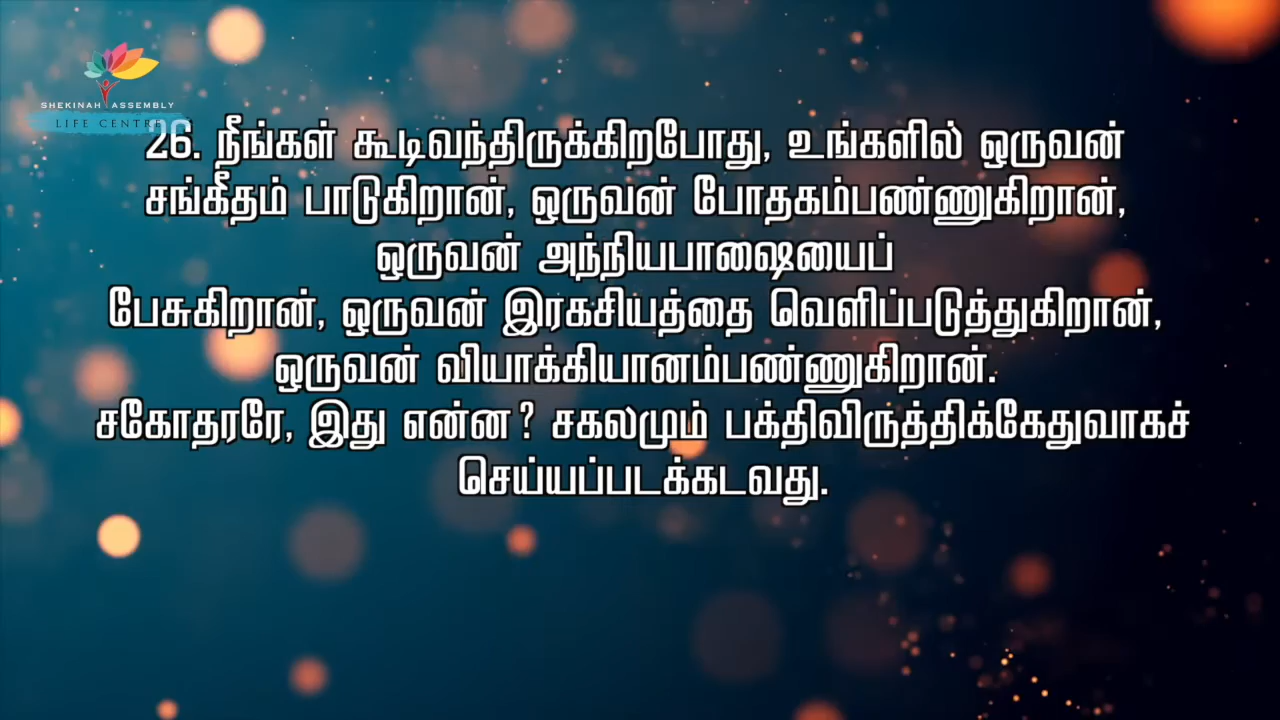 SHEKINAH ASSEMBLY
LIFE CENTRE
26. நீங்கள் கூடிவந்திருக்கிறபோது, உங்களில் ஒருவன்
சங்கீதம் பாடுகிறான், ஒருவன் போதகம்பண்ணுகிறான்,
ஒருவன் அந்நியபாஷையைப்
பேசுகிறான், ஒருவன் இரகசியத்தை வெளிப்படுத்துகிறான்,
ஒருவன் வியாக்கியானம்பண்ணுகிறான்.
சகோதரரே, இது என்ன? சகலமும் பக்திவிருத்திக்கேதுவாகச்
செய்யப்படக்கடவது.